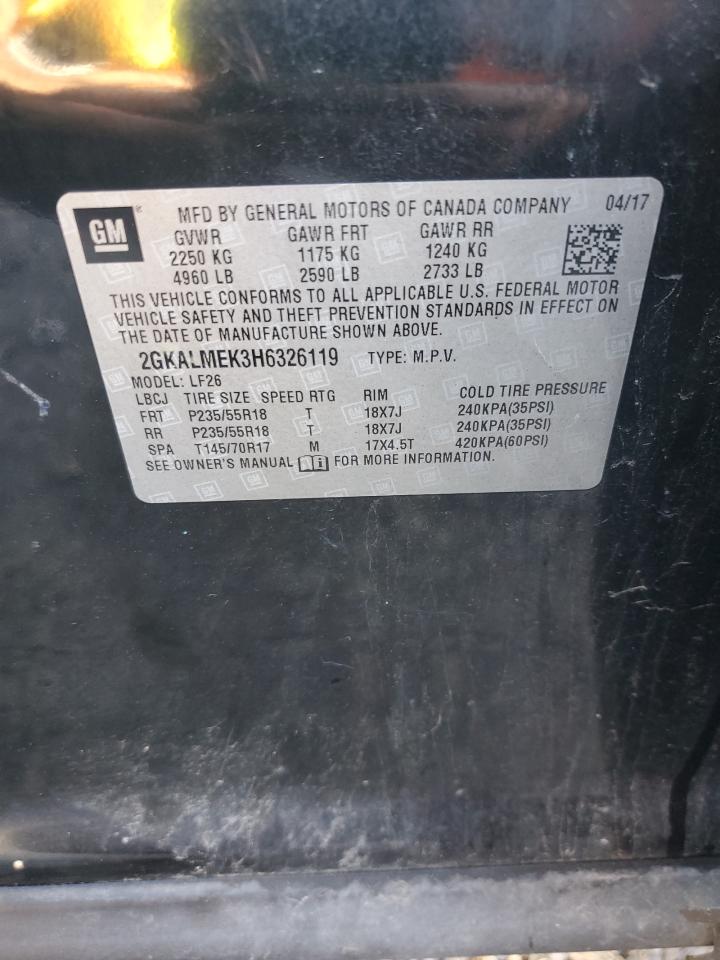 GM® MFD BY GENERAL MOTORS OF CANADA COMPANY 04/17
GVWR GAWR FRT GAWR RR
2250 KG 1175 KG 1240 KG
4960 LB 2590 LB 2733 LB
THIS VEHICLE CONFORMS TO ALL APPLICABLE U.S. FEDERAL MOTOR
VEHICLE SAFETY AND THEFT PREVENTION STANDARDS IN EFFECT ON
THE DATE OF MANUFACTURE SHOWN ABOVE.
2GKALMEK3H6326119 TYPE: M.P.V.
MODEL: LF26
LBCJ TIRE SIZE SPEED RTG RIM COLD TIRE PRESSURE
FRT P235/55R18 T 18X7J 240KPA(35PSI)
RR P235/55R18 T 18X7J 240KPA(35PSI)
SPA T145/70R17 M 17X4.5T 420KPA(60PSI)
SEE OWNER'S MANUAL FOR MORE INFORMATION.